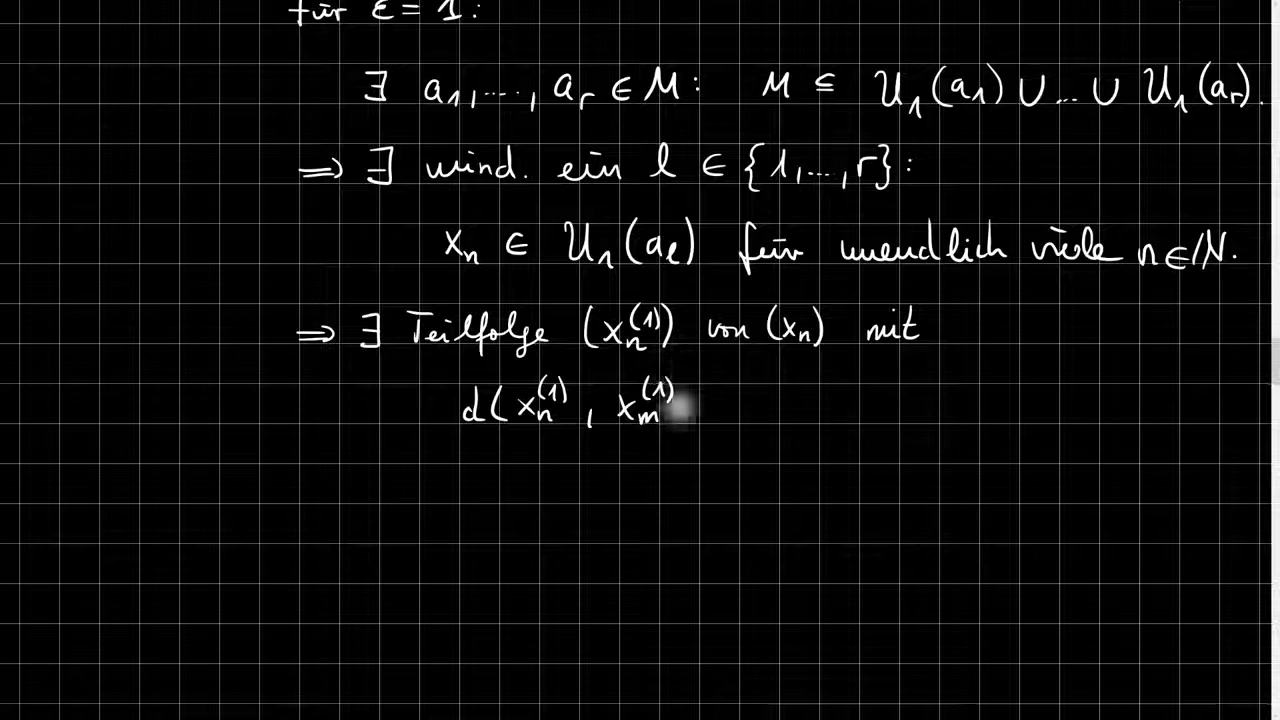 für ε = 1:
∃ a₁,...., aᵣ ∈ M: M ⊆ U₁(a₁) ∪ ... ∪ U₁(aᵣ).
⟹ ∃ mind. ein l ∈ {1,...,r}:
xₙ ∈ U₁(aₗ) für unendlich viele n ∈ ℕ.
⟹ ∃ Teilfolge (xₙ⁽¹⁾) von (xₙ) mit
d(xₙ⁽¹⁾, xₘ⁽¹⁾